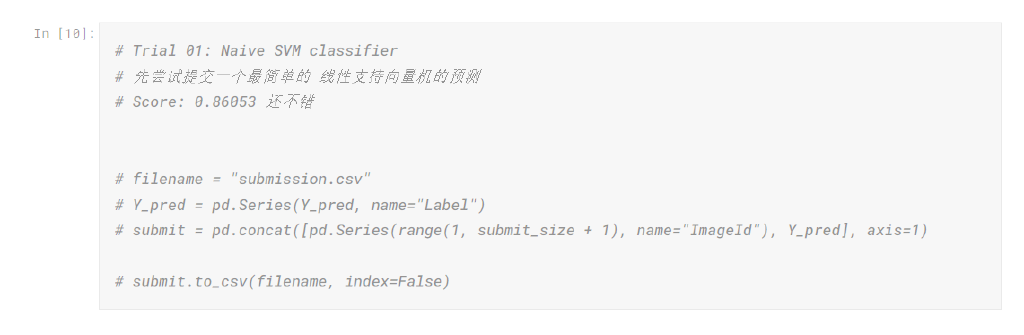 In [10]:
# Trial 01: Naive SVM classifier
# 先尝试提交一个最简单的 线性支持向量机的预测
# Score: 0.86053 还不错
# filename = "submission.csv"
# Y_pred = pd.Series(Y_pred, name="Label")
# submit = pd.concat([pd.Series(range(1, submit_size + 1), name="ImageId"), Y_pred], axis=1)
# submit.to_csv(filename, index=False)